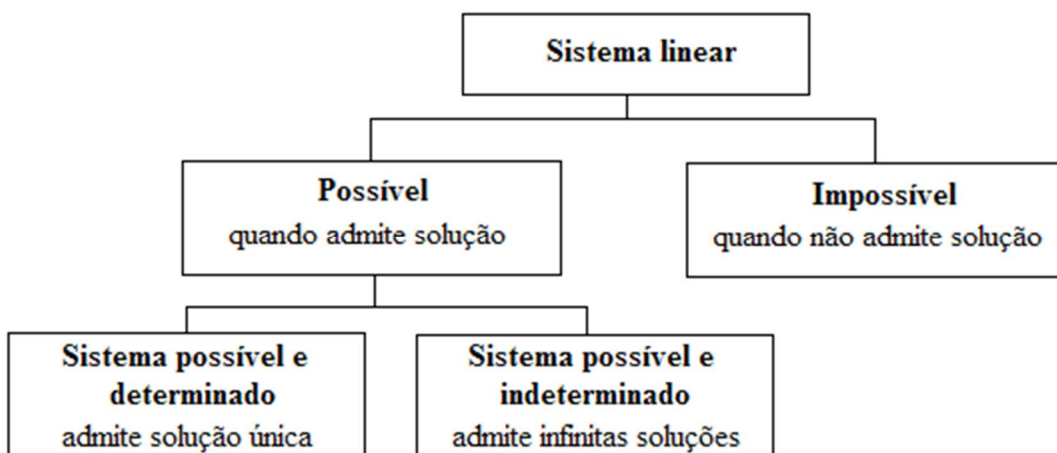 Sistema linear
Possível
quando admite solução
Impossível
quando não admite solução
Sistema possível e
determinado
admite solução única
Sistema possível e
indeterminado
admite infinitas soluções